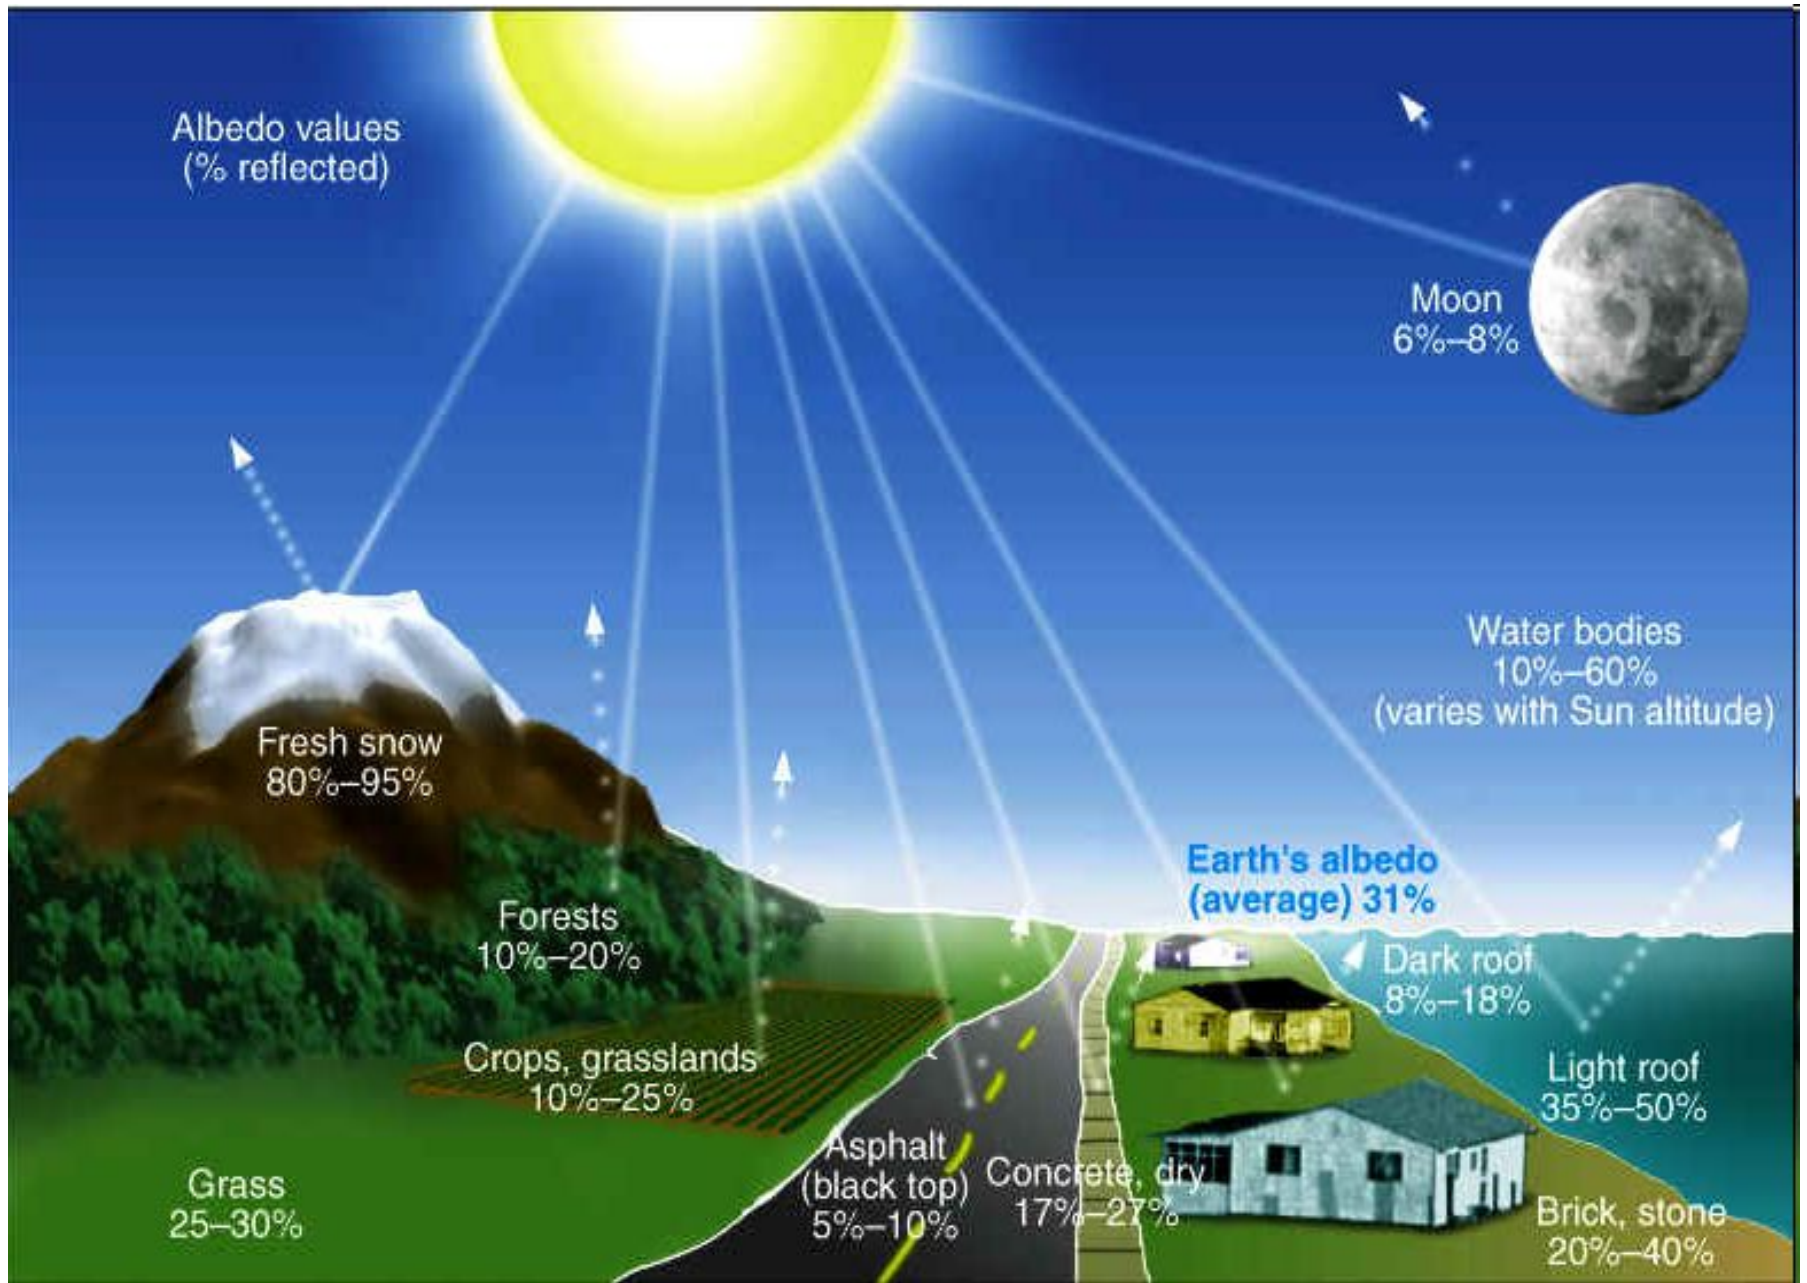 Albedo values
(% reflected)
Moon
6%–8%
Water bodies
10%–60%
(varies with Sun altitude)
Fresh snow
80%–95%
Earth's albedo
(average) 31%
Forests
10%–20%
Dark roof
8%–18%
Crops, grasslands
10%–25%
Light roof
35%–50%
Asphalt
(black top)
5%–10%
Concrete, dry
17%–27%
Grass
25–30%
Brick, stone
20%–40%